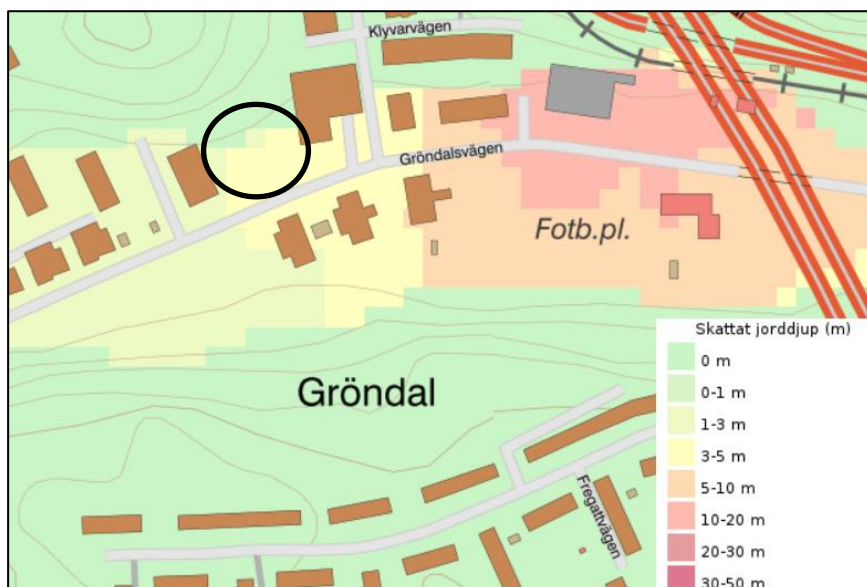 Klyvarvägen
Gröndalsvägen
Fotb.pl.
Gröndal
Fregattvägen
Skattat jorddjup (m)
0 m
0-1 m
1-3 m
3-5 m
5-10 m
10-20 m
20-30 m
30-50 m